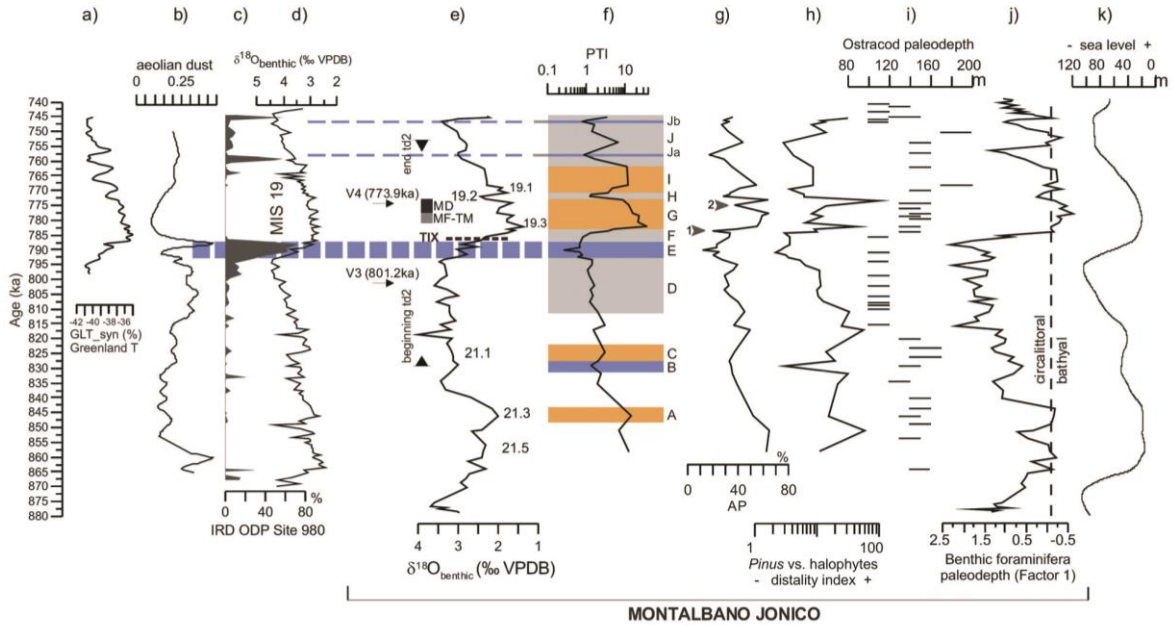 a) b) c) d) e) f) g) h) i) j) k)
aeolian dust
0 0.25
δ18Obenthic (‰ VPDB)
5 4 3 2
PTI
0.1 1 10
Ostracod paleodepth
80 120 160 200
m
- sea level +
120 80 40 0
m
Age (ka)
740
745
750
755
760
765
770
775
780
785
790
795
800
805
810
815
820
825
830
835
840
845
850
855
860
865
870
875
880
-42 -40 -38 -36
GLT_syn (%)
Greenland T
MIS 19
0 40 80
%
IRD ODP Site 980
end td2
V4 (773.9ka)
MD
MF-TM
TIX
V3 (801.2ka)
beginning td2
19.1
19.2
19.3
21.1
21.3
21.5
4 3 2 1
δ18Obenthic (‰ VPDB)
Jb
J
Ja
I
H
G
F
E
D
C
B
A
2
1
%
0 40 80
AP
1 100
Pinus vs. halophytes
- distality index +
circalittoral
bathyal
2.5 1.5 0.5 -0.5
Benthic foraminifera
paleodepth (Factor 1)
MONTALBANO JONICO